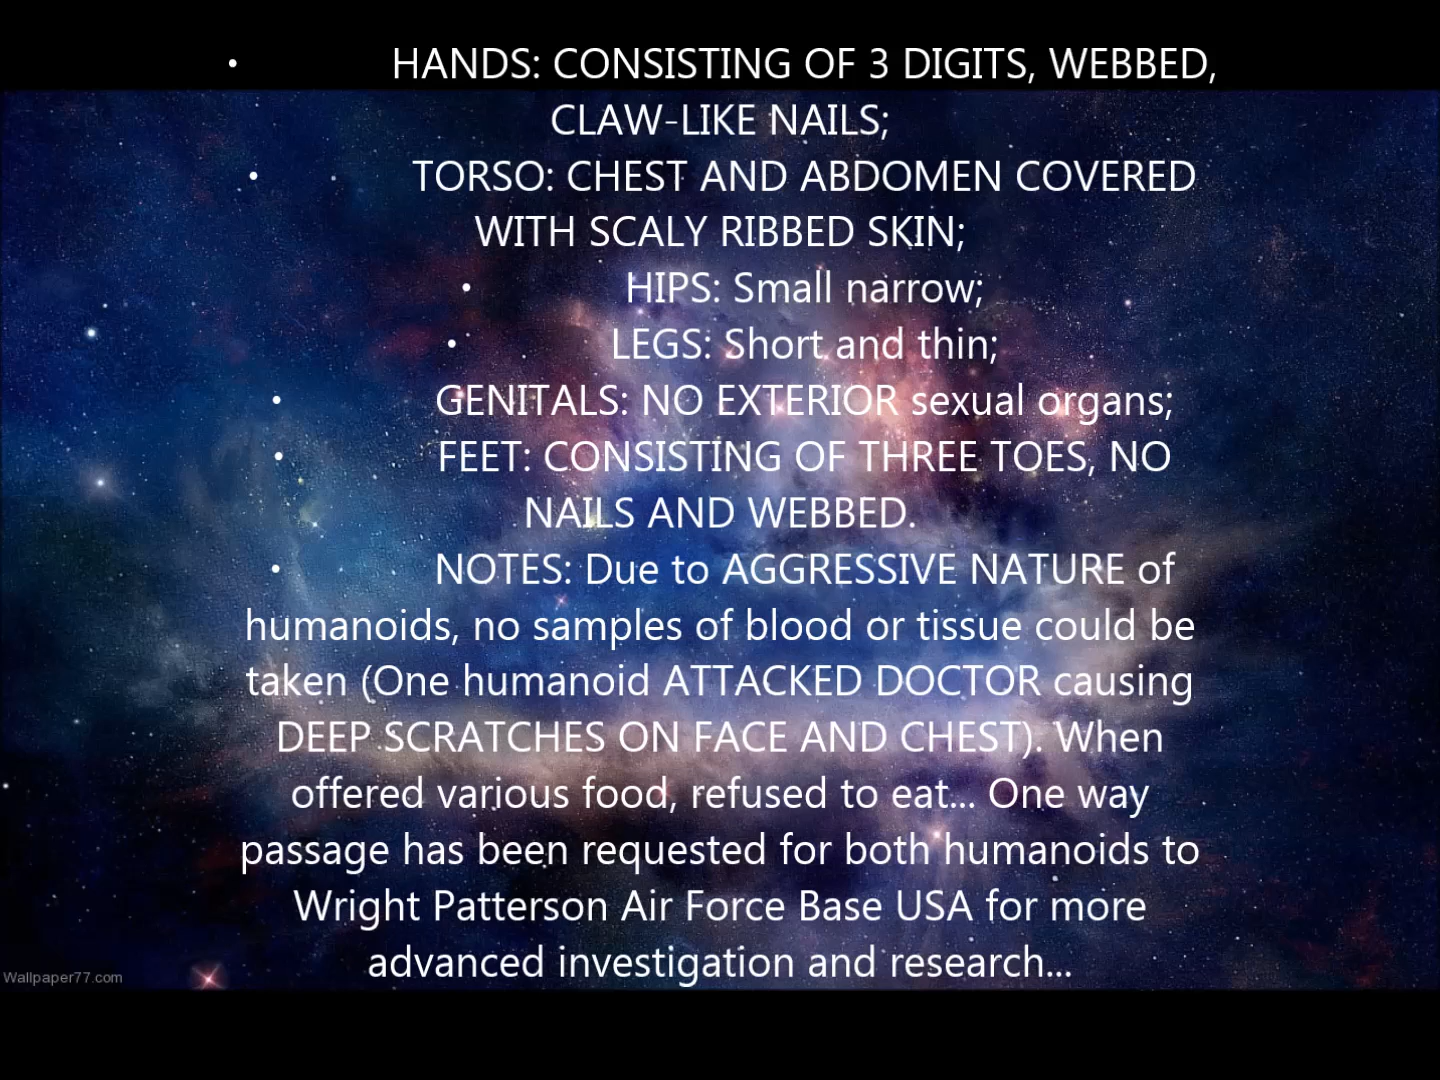 • HANDS: CONSISTING OF 3 DIGITS, WEBBED,
CLAW-LIKE NAILS;
• TORSO: CHEST AND ABDOMEN COVERED
WITH SCALY RIBBED SKIN;
• HIPS: Small narrow;
• LEGS: Short and thin;
• GENITALS: NO EXTERIOR sexual organs;
• FEET: CONSISTING OF THREE TOES, NO
NAILS AND WEBBED.
• NOTES: Due to AGGRESSIVE NATURE of
humanoids, no samples of blood or tissue could be
taken (One humanoid ATTACKED DOCTOR causing
DEEP SCRATCHES ON FACE AND CHEST). When
offered various food, refused to eat... One way
passage has been requested for both humanoids to
Wright Patterson Air Force Base USA for more
advanced investigation and research...
Wallpaper77.com